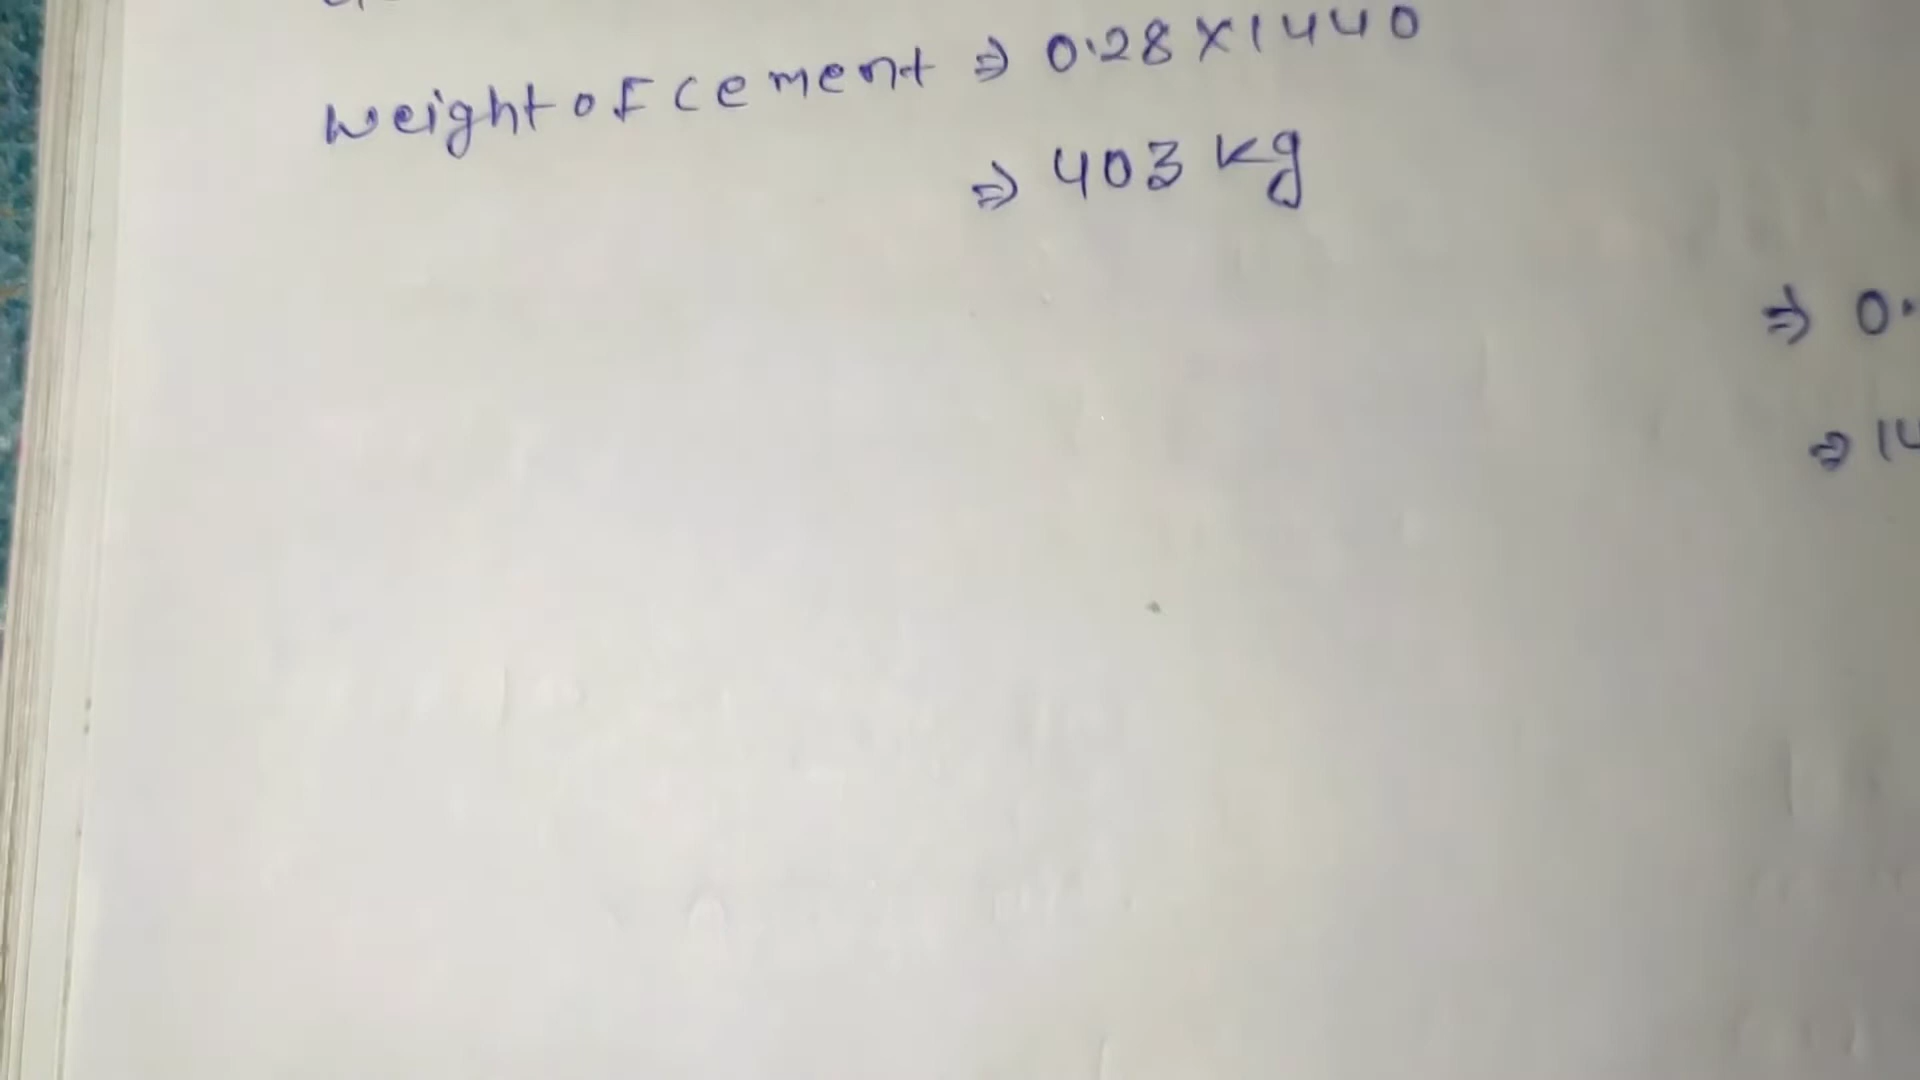 Weight of cement ⇒ 0.28 × 1440
⇒ 403 kg
⇒ 0.
⇒ 14